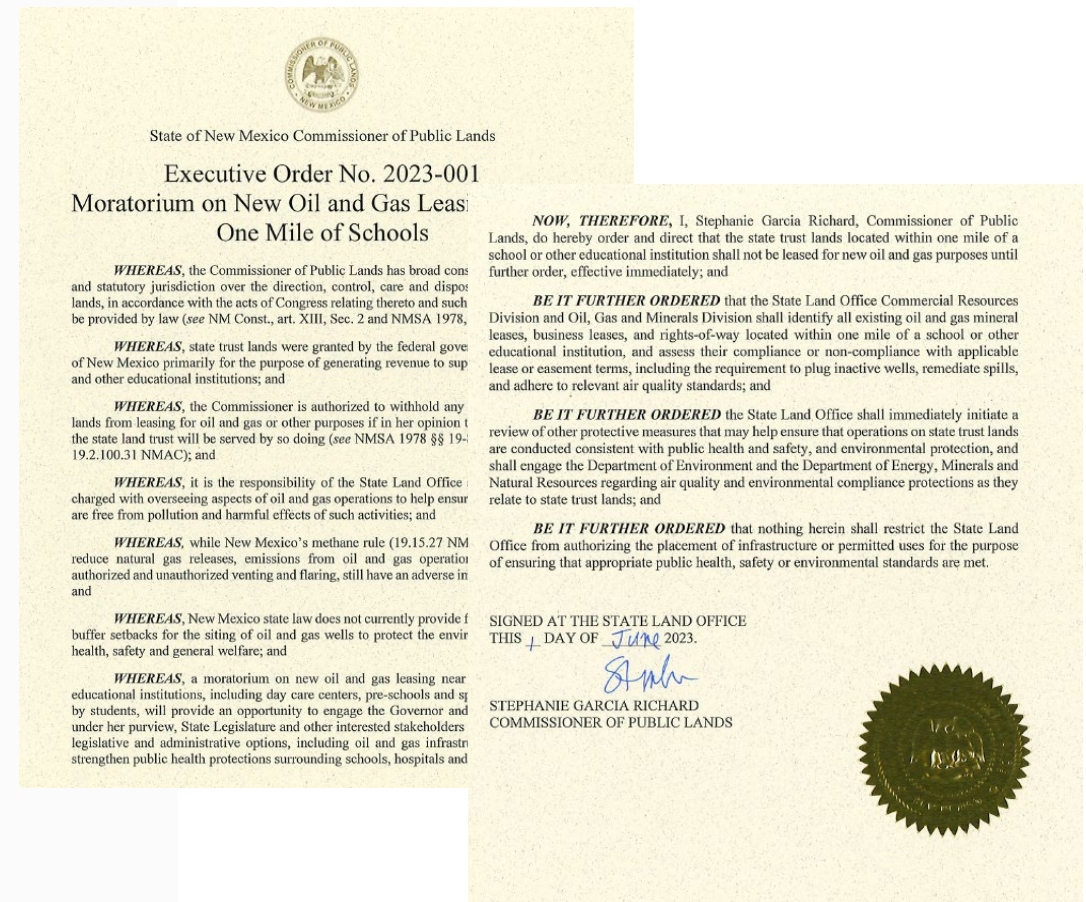 COMMISSIONER OF PUBLIC LANDS
NEW MEXICO
State of New Mexico Commissioner of Public Lands
Executive Order No. 2023-001
Moratorium on New Oil and Gas Leasi
One Mile of Schools
WHEREAS, the Commissioner of Public Lands has broad cons
and statutory jurisdiction over the direction, control, care and dispos
lands, in accordance with the acts of Congress relating thereto and such
be provided by law (see NM Const., art. XIII, Sec. 2 and NMSA 1978,
WHEREAS, state trust lands were granted by the federal gove
of New Mexico primarily for the purpose of generating revenue to sup
and other educational institutions; and
WHEREAS, the Commissioner is authorized to withhold any
lands from leasing for oil and gas or other purposes if in her opinion t
the state land trust will be served by so doing (see NMSA 1978 §§ 19-
19.2.100.31 NMAC); and
WHEREAS, it is the responsibility of the State Land Office
charged with overseeing aspects of oil and gas operations to help ensur
are free from pollution and harmful effects of such activities; and
WHEREAS, while New Mexico's methane rule (19.15.27 NM
reduce natural gas releases, emissions from oil and gas operation
authorized and unauthorized venting and flaring, still have an adverse im
and
WHEREAS, New Mexico state law does not currently provide f
buffer setbacks for the siting of oil and gas wells to protect the envir
health, safety and general welfare; and
WHEREAS, a moratorium on new oil and gas leasing near
educational institutions, including day care centers, pre-schools and sp
by students, will provide an opportunity to engage the Governor and
under her purview, State Legislature and other interested stakeholders
legislative and administrative options, including oil and gas infrastr
strengthen public health protections surrounding schools, hospitals and
NOW, THEREFORE, I, Stephanie Garcia Richard, Commissioner of Public
Lands, do hereby order and direct that the state trust lands located within one mile of a
school or other educational institution shall not be leased for new oil and gas purposes until
further order, effective immediately; and
BE IT FURTHER ORDERED that the State Land Office Commercial Resources
Division and Oil, Gas and Minerals Division shall identify all existing oil and gas mineral
leases, business leases, and rights-of-way located within one mile of a school or other
educational institution, and assess their compliance or non-compliance with applicable
lease or easement terms, including the requirement to plug inactive wells, remediate spills,
and adhere to relevant air quality standards; and
BE IT FURTHER ORDERED the State Land Office shall immediately initiate a
review of other protective measures that may help ensure that operations on state trust lands
are conducted consistent with public health and safety, and environmental protection, and
shall engage the Department of Environment and the Department of Energy, Minerals and
Natural Resources regarding air quality and environmental compliance protections as they
relate to state trust lands; and
BE IT FURTHER ORDERED that nothing herein shall restrict the State Land
Office from authorizing the placement of infrastructure or permitted uses for the purpose
of ensuring that appropriate public health, safety or environmental standards are met.
SIGNED AT THE STATE LAND OFFICE
THIS 1 DAY OF June 2023.
STEPHANIE GARCIA RICHARD
COMMISSIONER OF PUBLIC LANDS